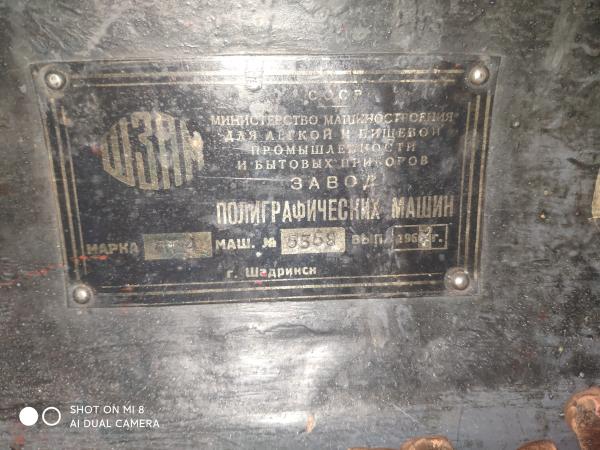 СССР
МИНИСТЕРСТВО МАШИНОСТРОЕНИЯ
ДЛЯ ЛЕГКОЙ И ПИЩЕВОЙ
ПРОМЫШЛЕННОСТИ
И БЫТОВЫХ ПРИБОРОВ
ЗАВОД
ПОЛИГРАФИЧЕСКИХ МАШИН
МАРКА МАШ. № ВЫП. г.
г. Шадринск
SHOT ON MI 8
AI DUAL CAMERA